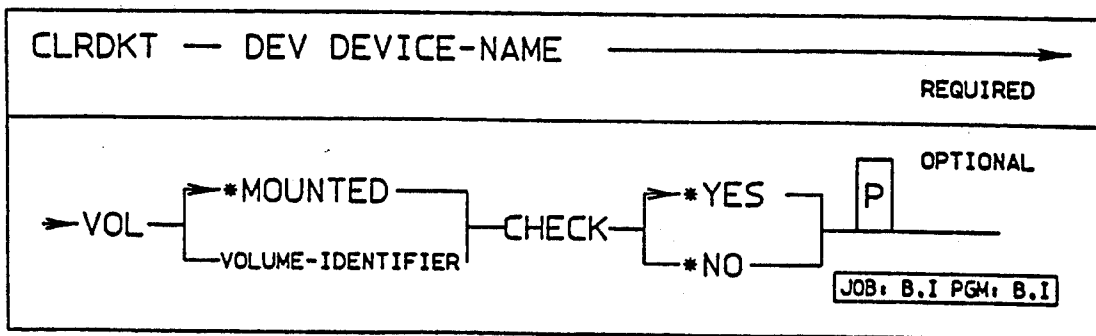 CLRDKT — DEV DEVICE-NAME
REQUIRED
OPTIONAL
VOL *MOUNTED CHECK *YES P
VOLUME-IDENTIFIER *NO
JOB: B,I PGM: B,I